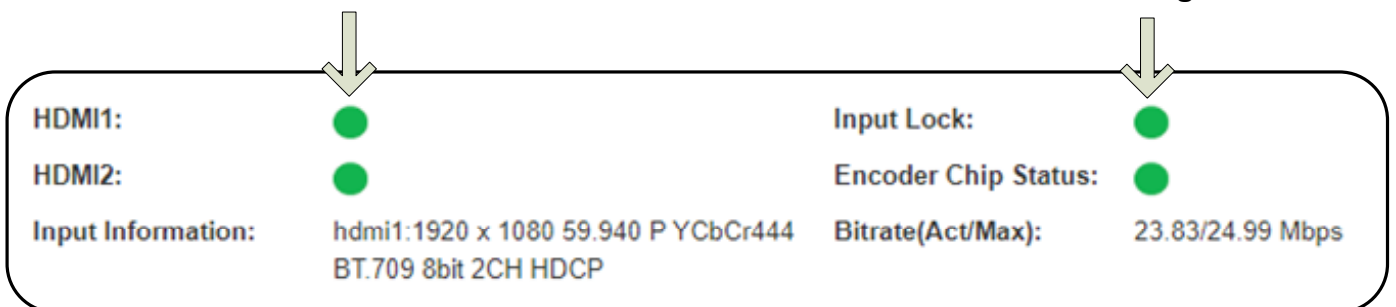 HDMI1:
Input Lock:
HDMI2:
Encoder Chip Status:
Input Information:
hdmi1:1920 x 1080 59.940 P YCbCr444
BT.709 8bit 2CH HDCP
Bitrate(Act/Max):
23.83/24.99 Mbps